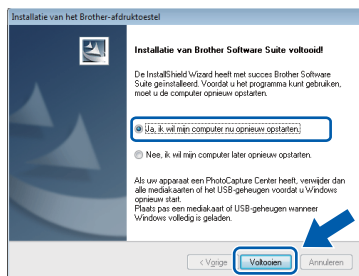 Installatie van het Brother-afdruktoestel
Installatie van Brother Software Suite voltooid!
De InstallShield Wizard heeft met succes Brother Software
Suite geïnstalleerd. Voordat u het programma kunt gebruiken,
moet u de computer opnieuw opstarten.
Ja, ik wil mijn computer nu opnieuw opstarten.
Nee, ik wil mijn computer later opnieuw opstarten.
Als uw apparaat een PhotoCapture Center heeft, verwijder dan
alle mediakaarten of het USB-geheugen voordat u Windows
opnieuw start.
Plaats pas een mediakaart of USB-geheugen wanneer
Windows volledig is geladen.
< Vorige Voltooien Annuleren